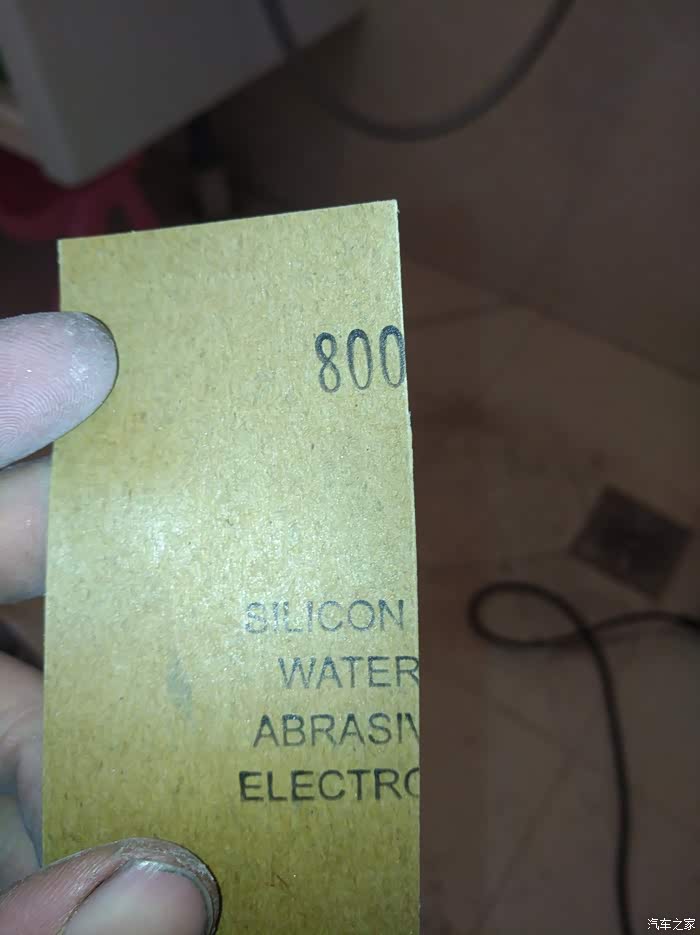 800
SILICON
WATER
ABRASIV
ELECTRO
汽车之家